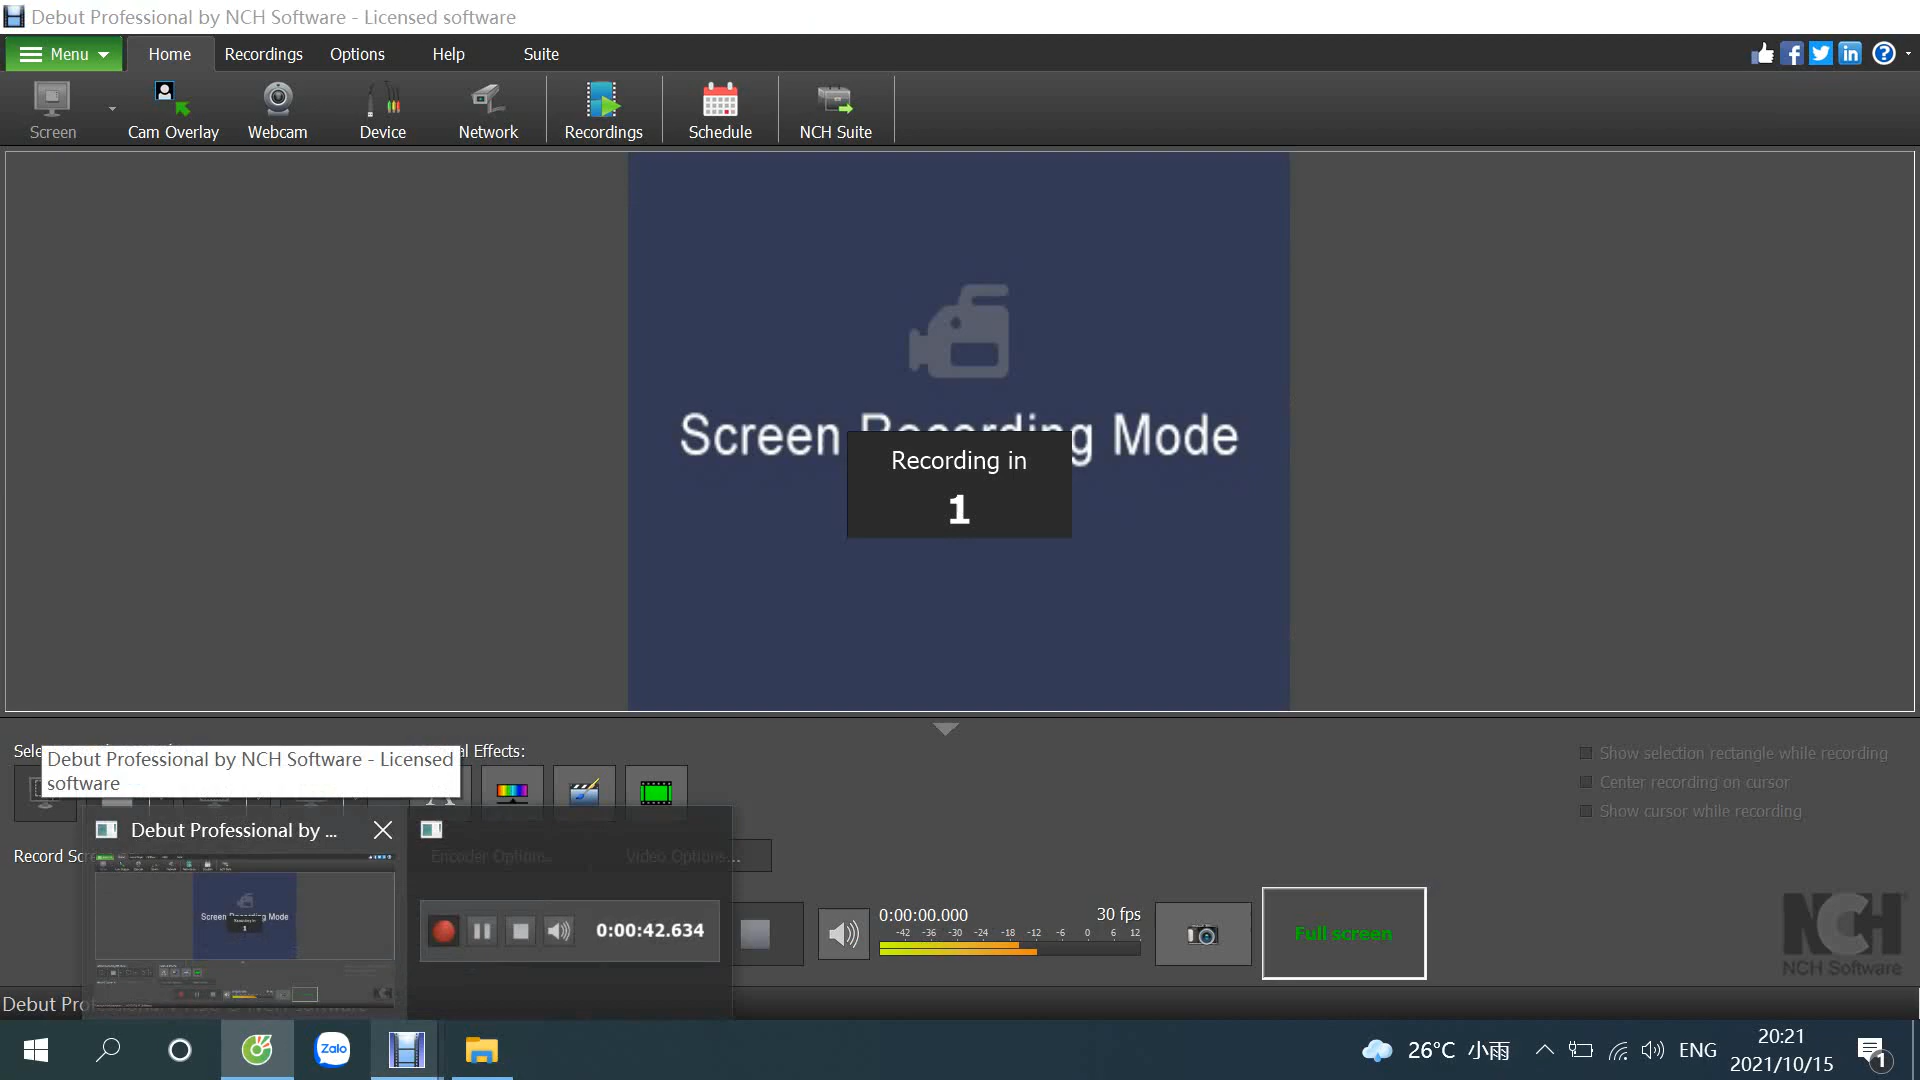 Debut Professional by NCH Software - Licensed software
Menu
Home
Recordings
Options
Help
Suite
Screen
Cam Overlay
Webcam
Device
Network
Recordings
Schedule
NCH Suite
Screen
Mode
Recording in
1
Effects:
Debut Professional by NCH Software - Licensed
software
Show selection rectangle while recording
Center recording on cursor
Show cursor while recording
Debut Professional by ...
Record
Encoder Options...
Video Options...
0:00:42.634
0:00:00.000
30 fps
-42 -36 -30 -24 -18 -12 -6 0 6 12
Full screen
NCH
NCH Software
Debut
Zalo
26°C 小雨
ENG
20:21
2021/10/15
1